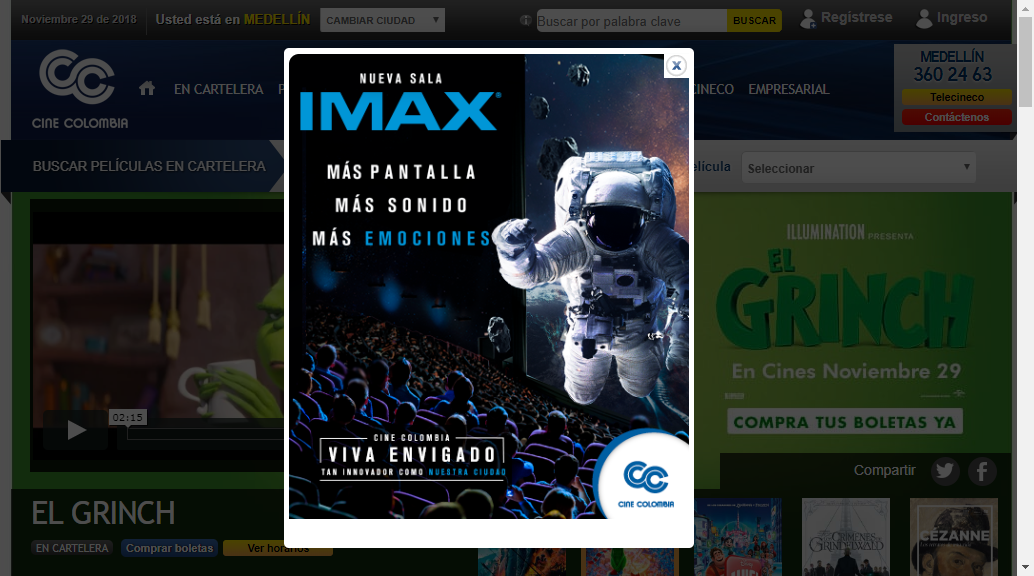 Noviembre 29 de 2018
Usted está en MEDELLÍN
CAMBIAR CIUDAD
Buscar por palabra clave
BUSCAR
Registrese
Ingreso
CINE COLOMBIA
EN CARTELERA
CINECO
EMPRESARIAL
MEDELLÍN
360 24 63
Telecineco
Contáctenos
BUSCAR PELÍCULAS EN CARTELERA
Seleccionar
NUEVA SALA
IMAX
MÁS PANTALLA
MÁS SONIDO
MÁS EMOCIONES
CINE COLOMBIA
VIVA ENVIGADO
TAN INNOVADOR COMO NUESTRA CIUDAD
CINE COLOMBIA
02:15
ILLUMINATION PRESENTA
EL
GRINCH
En Cines Noviembre 29
COMPRA TUS BOLETAS YA
Compartir
EL GRINCH
EN CARTELERA
Comprar boletas
Ver horarios
CRÍMENES
GRINDELWALD
CÉZANNE